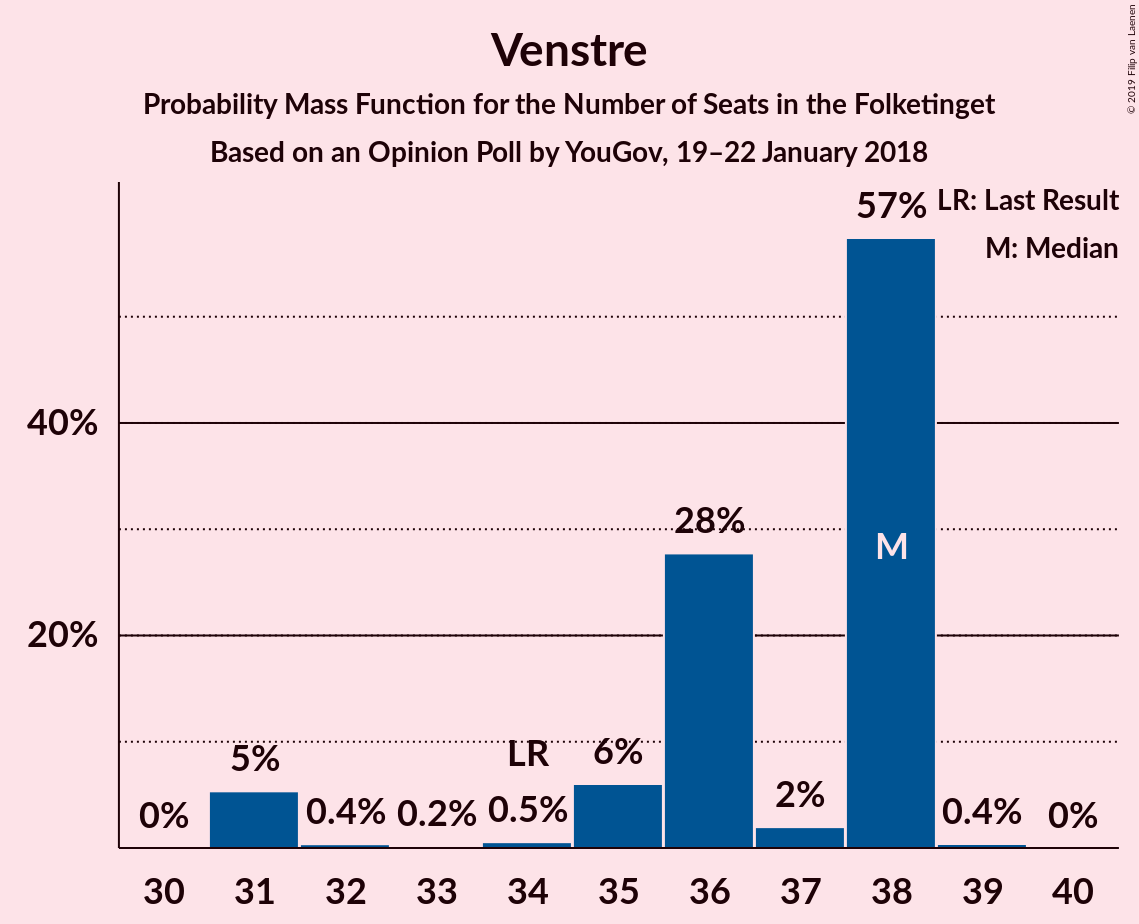 Venstre
Probability Mass Function for the Number of Seats in the Folketinget
Based on an Opinion Poll by YouGov, 19–22 January 2018
© 2019 Filip van Laenen
LR: Last Result
M: Median
57%
40%
28%
M
20%
LR
6%
5%
2%
0%
0.4%
0.2%
0.5%
0.4%
0%
30 31 32 33 34 35 36 37 38 39 40